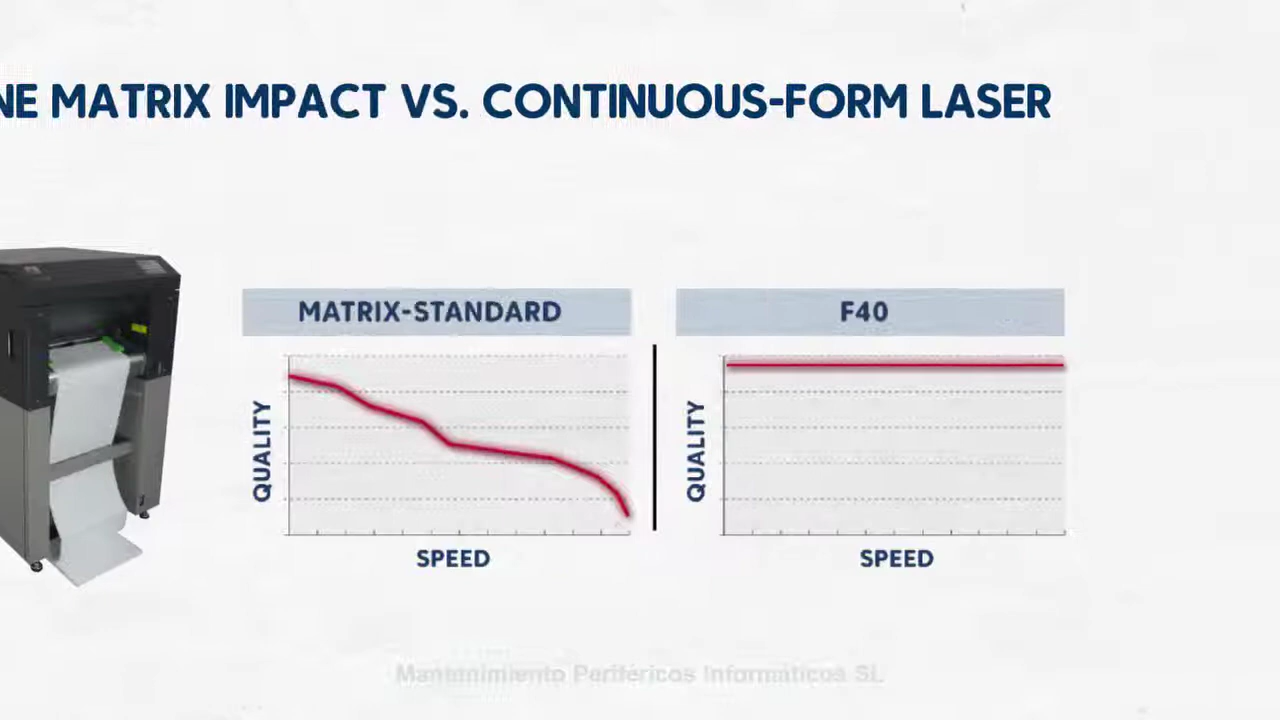 NE MATRIX IMPACT VS. CONTINUOUS-FORM LASER
MATRIX-STANDARD
QUALITY
SPEED
F40
QUALITY
SPEED
Mantenimiento Periféricos Informáticos SL